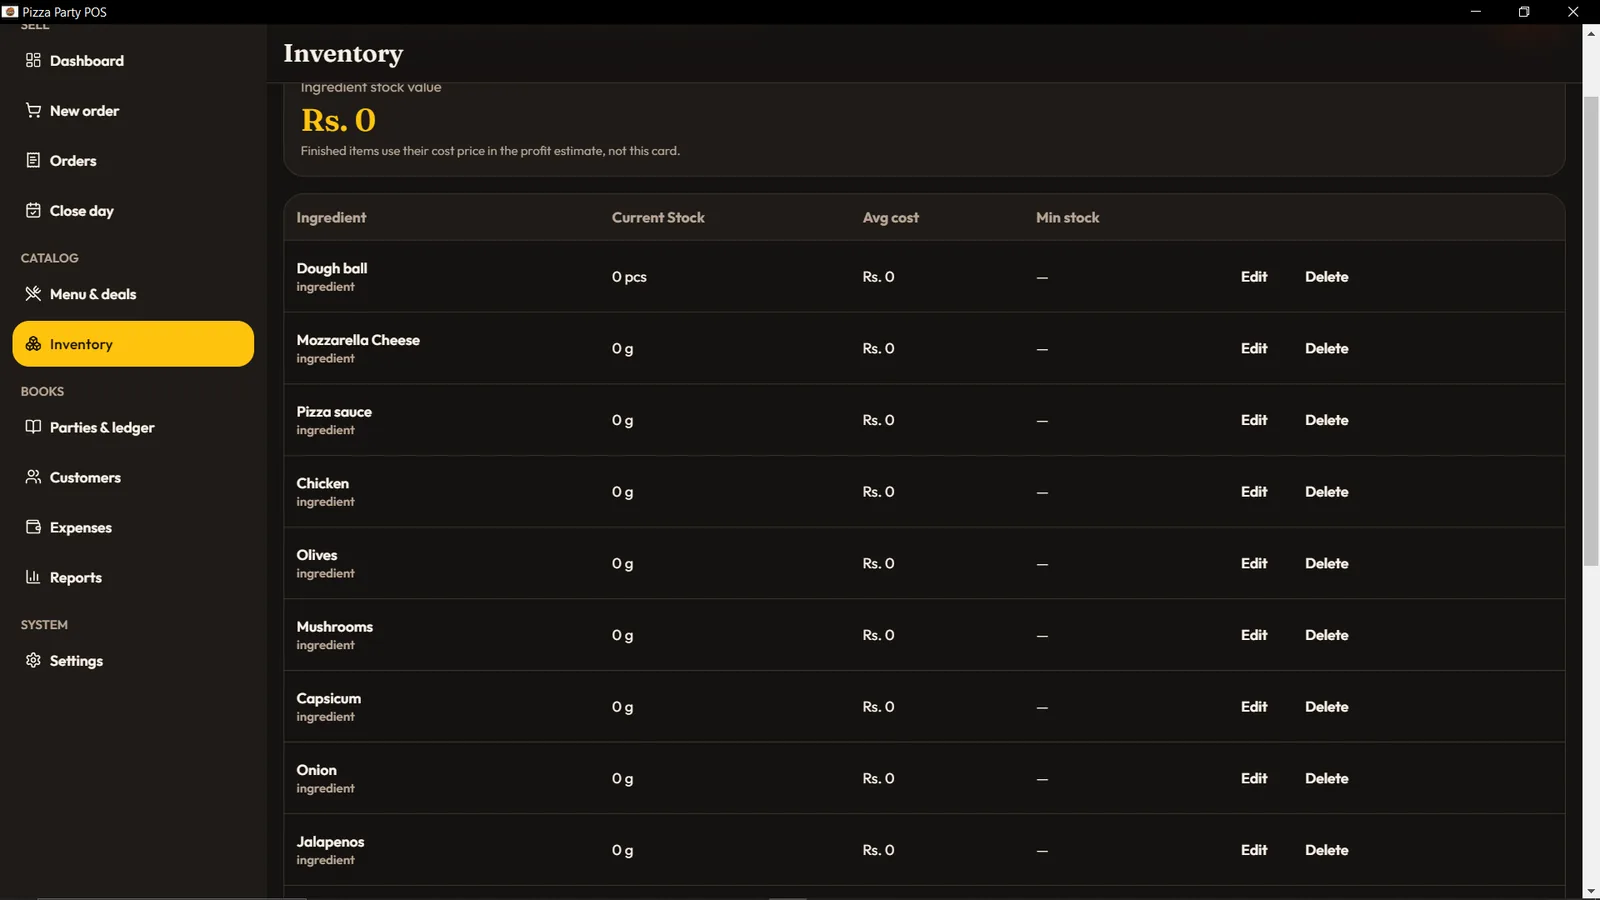 Pizza Party POS
SELL
Dashboard
New order
Orders
Close day
CATALOG
Menu & deals
Inventory
BOOKS
Parties & ledger
Customers
Expenses
Reports
SYSTEM
Settings
Inventory
Ingredient stock value
Rs. 0
Finished items use their cost price in the profit estimate, not this card.
Ingredient Current Stock Avg cost Min stock
Dough ball
ingredient
0 pcs Rs. 0 — Edit Delete
Mozzarella Cheese
ingredient
0 g Rs. 0 — Edit Delete
Pizza sauce
ingredient
0 g Rs. 0 — Edit Delete
Chicken
ingredient
0 g Rs. 0 — Edit Delete
Olives
ingredient
0 g Rs. 0 — Edit Delete
Mushrooms
ingredient
0 g Rs. 0 — Edit Delete
Capsicum
ingredient
0 g Rs. 0 — Edit Delete
Onion
ingredient
0 g Rs. 0 — Edit Delete
Jalapenos
ingredient
0 g Rs. 0 — Edit Delete